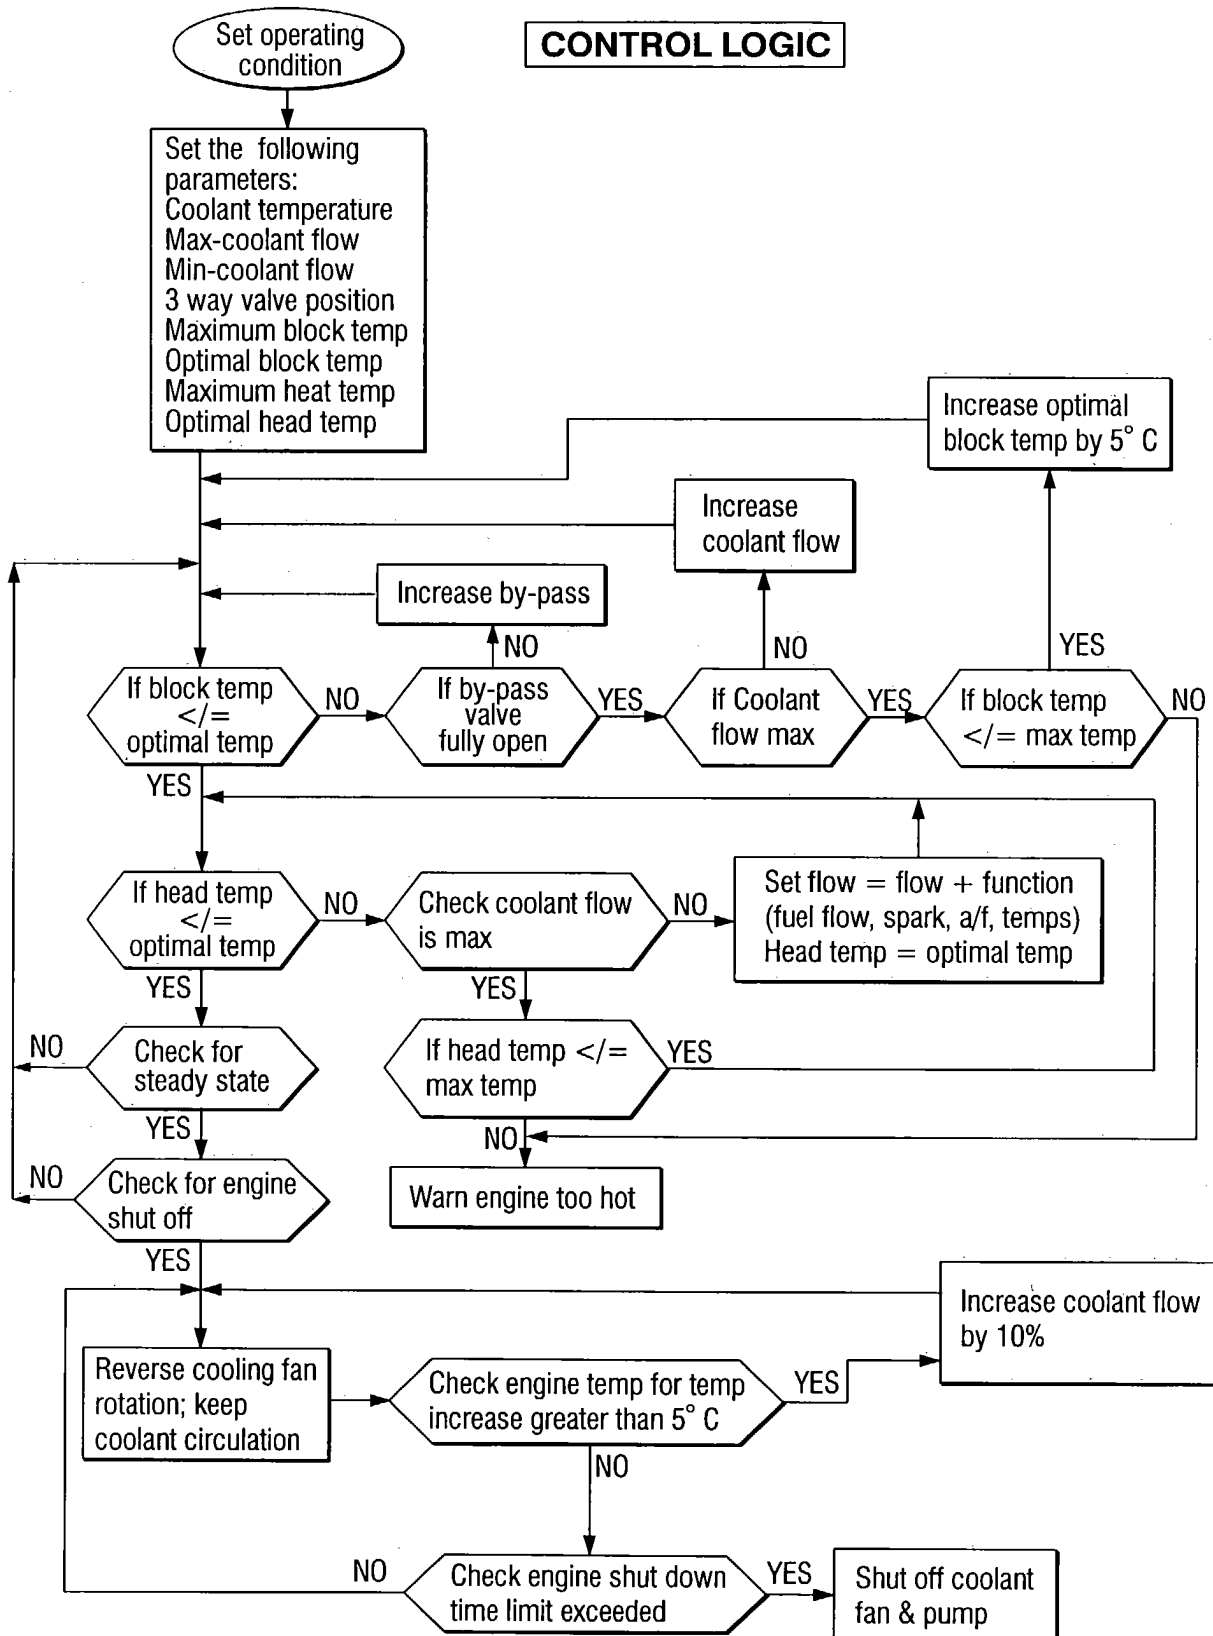 Set operating
condition
CONTROL LOGIC
Set the following
parameters:
Coolant temperature
Max-coolant flow
Min-coolant flow
3 way valve position
Maximum block temp
Optimal block temp
Maximum heat temp
Optimal head temp
Increase optimal
block temp by 5° C
Increase
coolant flow
Increase by-pass
NO
NO
YES
If block temp
</=
optimal temp
NO
If by-pass
valve
fully open
YES
If Coolant
flow max
YES
If block temp
</= max temp
NO
YES
If head temp
</=
optimal temp
NO
Check coolant flow
is max
NO
Set flow = flow + function
(fuel flow, spark, a/f, temps)
Head temp = optimal temp
YES
YES
NO
Check for
steady state
If head temp </=
max temp
YES
YES
NO
NO
Check for engine
shut off
Warn engine too hot
YES
Increase coolant flow
by 10%
Reverse cooling fan
rotation; keep
coolant circulation
Check engine temp for temp
increase greater than 5° C
YES
NO
NO
Check engine shut down
time limit exceeded
YES
Shut off coolant
fan & pump